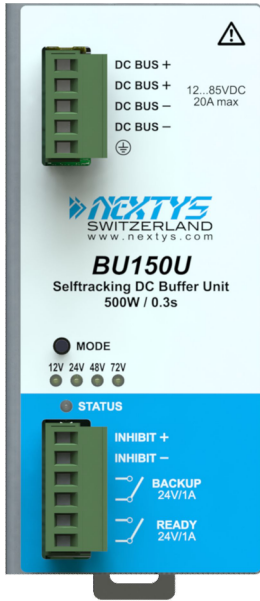 DC BUS +
DC BUS +
DC BUS −
DC BUS −
12...85VDC
20A max
NEXTYS
SWITZERLAND
www.nextys.com
BU150U
Selftracking DC Buffer Unit
500W / 0.3s
MODE
12V 24V 48V 72V
STATUS
INHIBIT +
INHIBIT −
BACKUP
24V/1A
READY
24V/1A